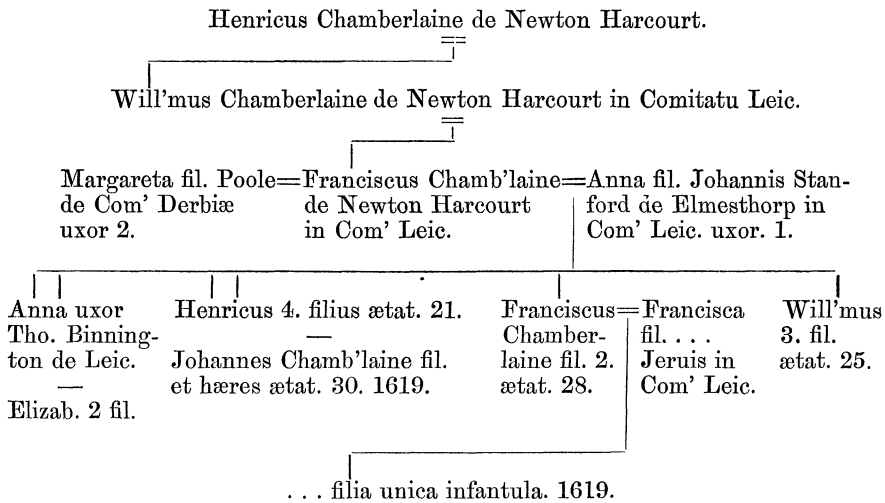 Henricus Chamberlaine de Newton Harcourt.
Will'mus Chamberlaine de Newton Harcourt in Comitatu Leic.
Margareta fil. Poole=Franciscus Chamb'laine=Anna fil. Johannis Stan-
de Com' Derbiæ
de Newton Harcourt
ford de Elmesthorp in
uxor 2.
in Com' Leic.
Com' Leic. uxor. 1.
Anna uxor
Tho. Binning-
ton de Leic.
—
Elizab. 2 fil.
Henricus 4. filius ætat. 21.
—
Johannes Chamb'laine fil.
et hæres ætat. 30. 1619.
Franciscus=Francisca
Chamber-
laine fil. 2.
ætat. 28.
fil. . . .
Jeruis in
Com' Leic.
Will'mus
3. fil.
ætat. 25.
. . . filia unica infantula. 1619.